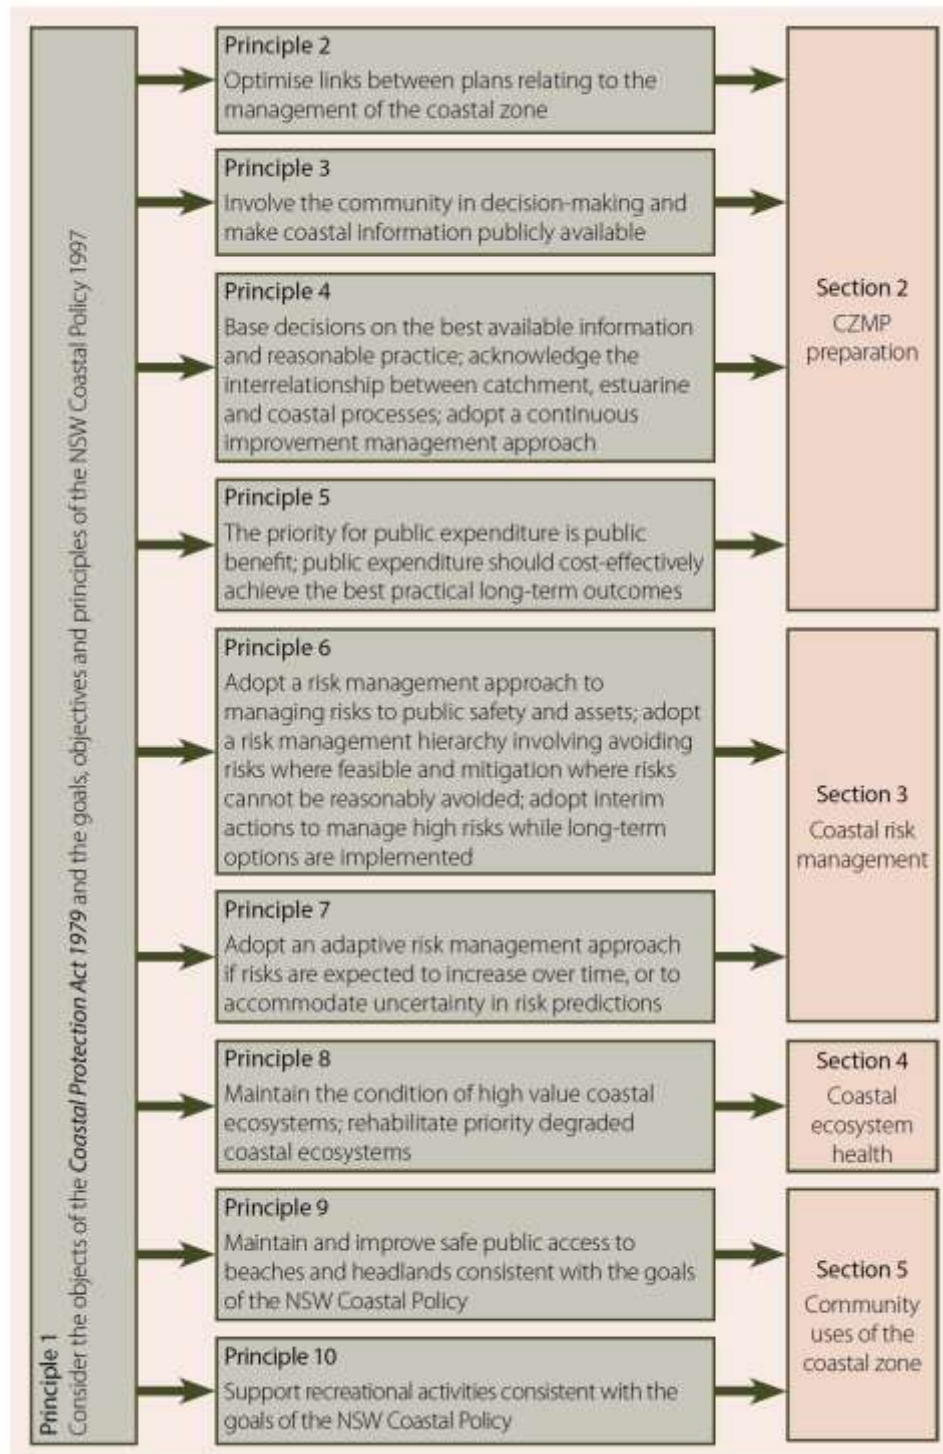 Principle 1
Consider the objects of the Coastal Protection Act 1979 and the goals, objectives and principles of the NSW Coastal Policy 1997
Principle 2
Optimise links between plans relating to the
management of the coastal zone
Principle 3
Involve the community in decision-making and
make coastal information publicly available
Principle 4
Base decisions on the best available information
and reasonable practice; acknowledge the
interrelationship between catchment, estuarine
and coastal processes; adopt a continuous
improvement management approach
Principle 5
The priority for public expenditure is public
benefit; public expenditure should cost-effectively
achieve the best practical long-term outcomes
Section 2
CZMP
preparation
Principle 6
Adopt a risk management approach to
managing risks to public safety and assets; adopt
a risk management hierarchy involving avoiding
risks where feasible and mitigation where risks
cannot be reasonably avoided; adopt interim
actions to manage high risks while long-term
options are implemented
Principle 7
Adopt an adaptive risk management approach
if risks are expected to increase over time, or to
accommodate uncertainty in risk predictions
Section 3
Coastal risk
management
Principle 8
Maintain the condition of high value coastal
ecosystems; rehabilitate priority degraded
coastal ecosystems
Section 4
Coastal
ecosystem
health
Principle 9
Maintain and improve safe public access to
beaches and headlands consistent with the goals
of the NSW Coastal Policy
Principle 10
Support recreational activities consistent with the
goals of the NSW Coastal Policy
Section 5
Community
uses of the
coastal zone